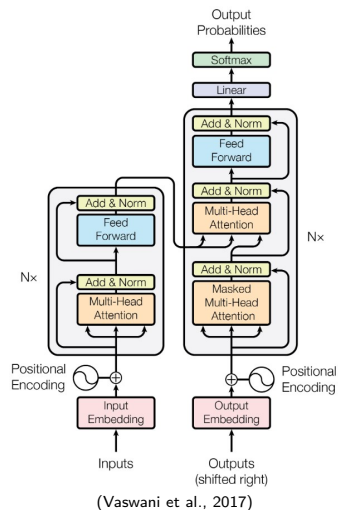 Output
Probabilities
Softmax
Linear
Add & Norm
Feed
Forward
Add & Norm
Multi-Head
Attention
Add & Norm
Masked
Multi-Head
Attention
N×
Positional
Encoding
Output
Embedding
Outputs
(shifted right)
Add & Norm
Feed
Forward
Add & Norm
Multi-Head
Attention
N×
Positional
Encoding
Input
Embedding
Inputs
(Vaswani et al., 2017)